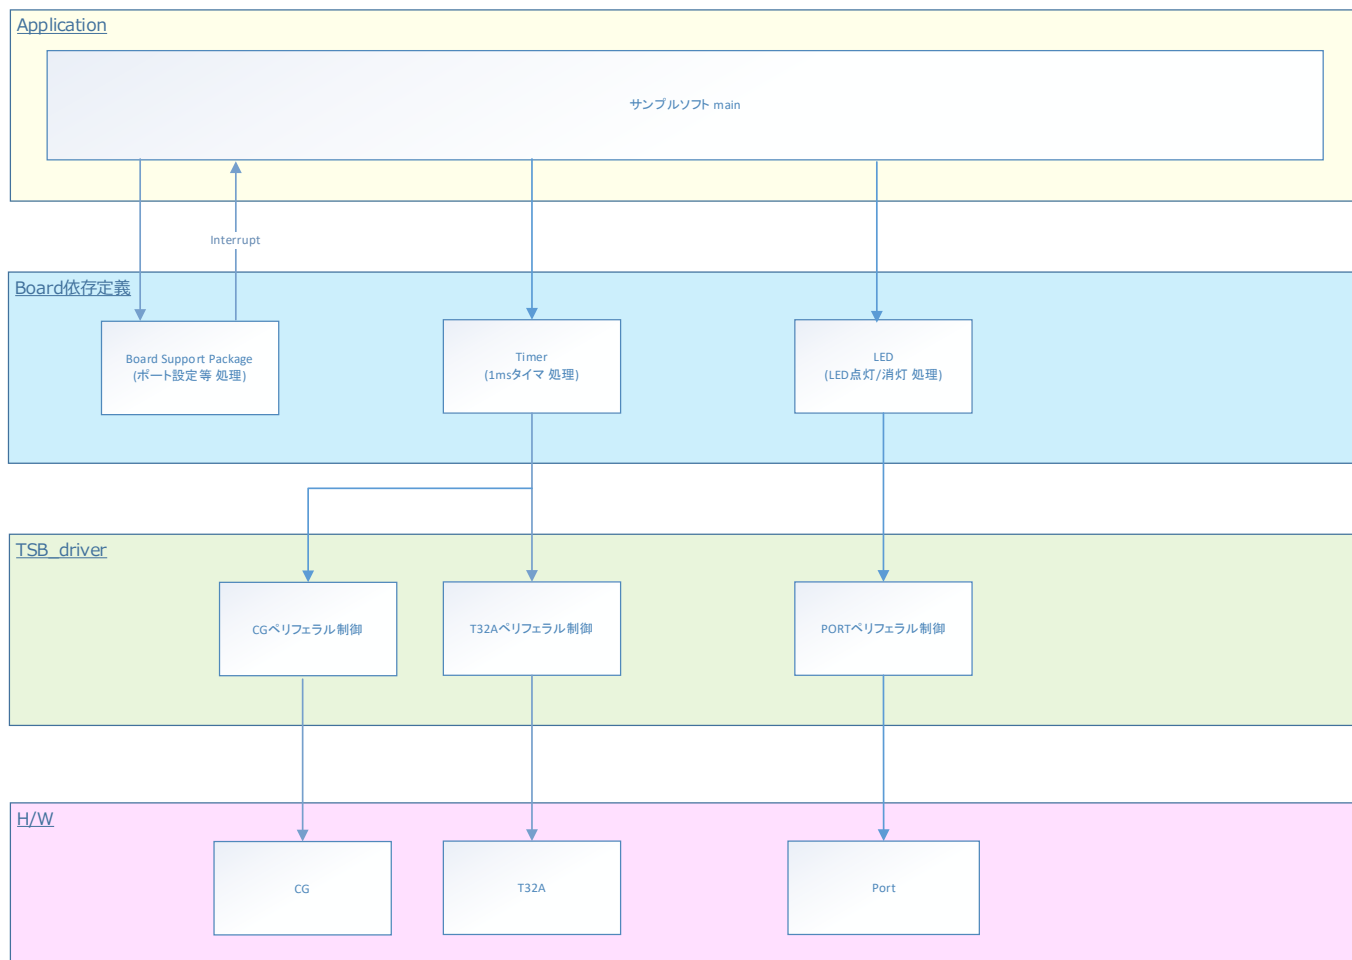 Application
サンプルソフト main
Interrupt
Board依存定義
Board Support Package
(ポート設定等 処理)
Timer
(1msタイマ 処理)
LED
(LED点灯/消灯 処理)
TSB_driver
CGペリフェラル制御
T32Aペリフェラル制御
PORTペリフェラル制御
H/W
CG
T32A
Port